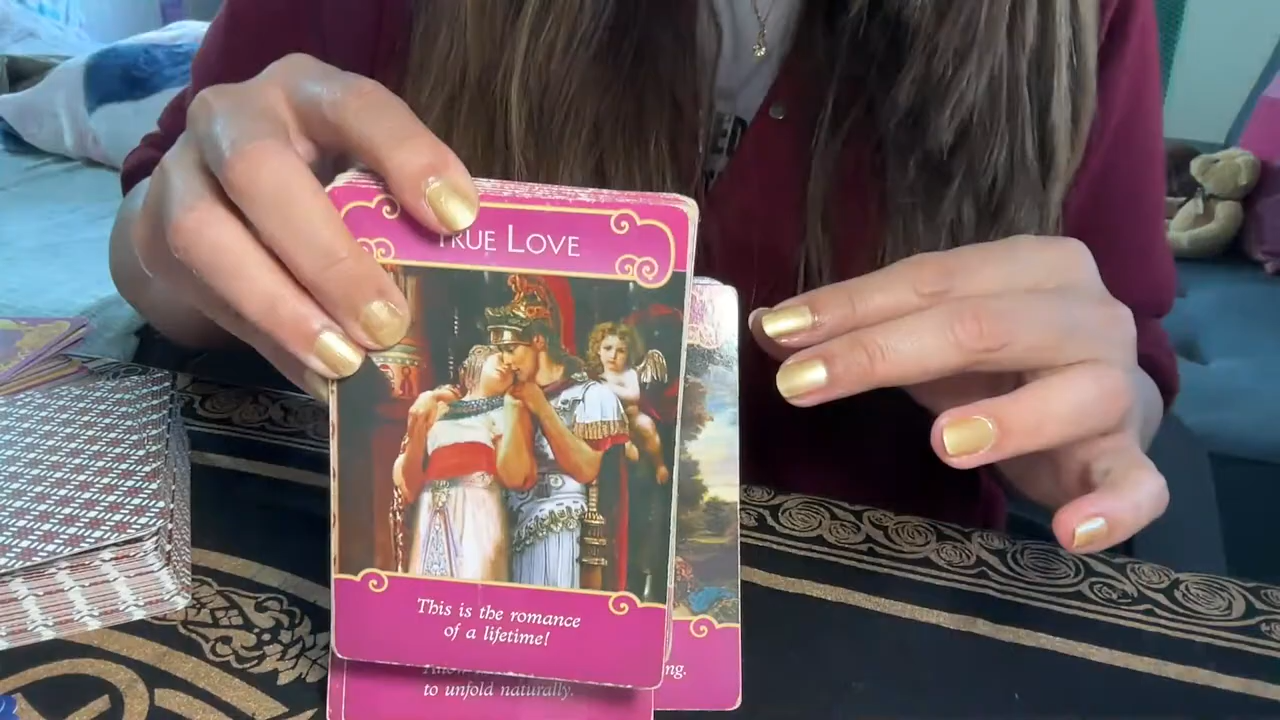 TRUE LOVE
This is the romance
of a lifetime!
ng.
to unfold naturally.